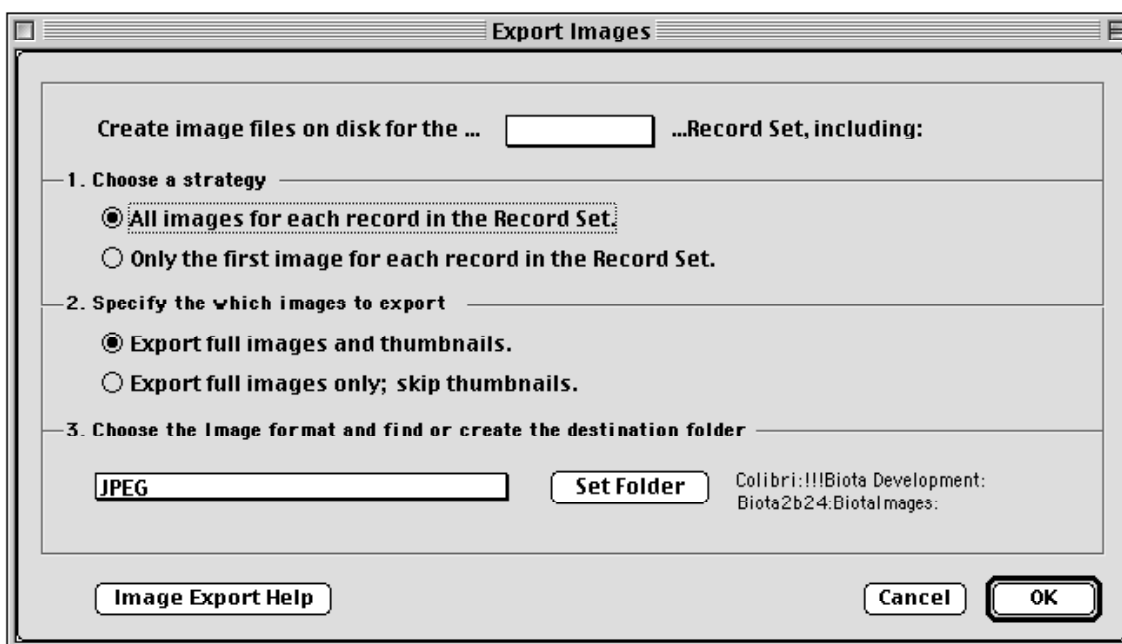 Export Images
Create image files on disk for the ... ...Record Set, including:
1. Choose a strategy
All images for each record in the Record Set.
Only the first image for each record in the Record Set.
2. Specify the which images to export
Export full images and thumbnails.
Export full images only; skip thumbnails.
3. Choose the Image format and find or create the destination folder
JPEG
Set Folder
Colibri:!!!Biota Development:
Biota2b24:BiotaImages:
Image Export Help
Cancel
OK